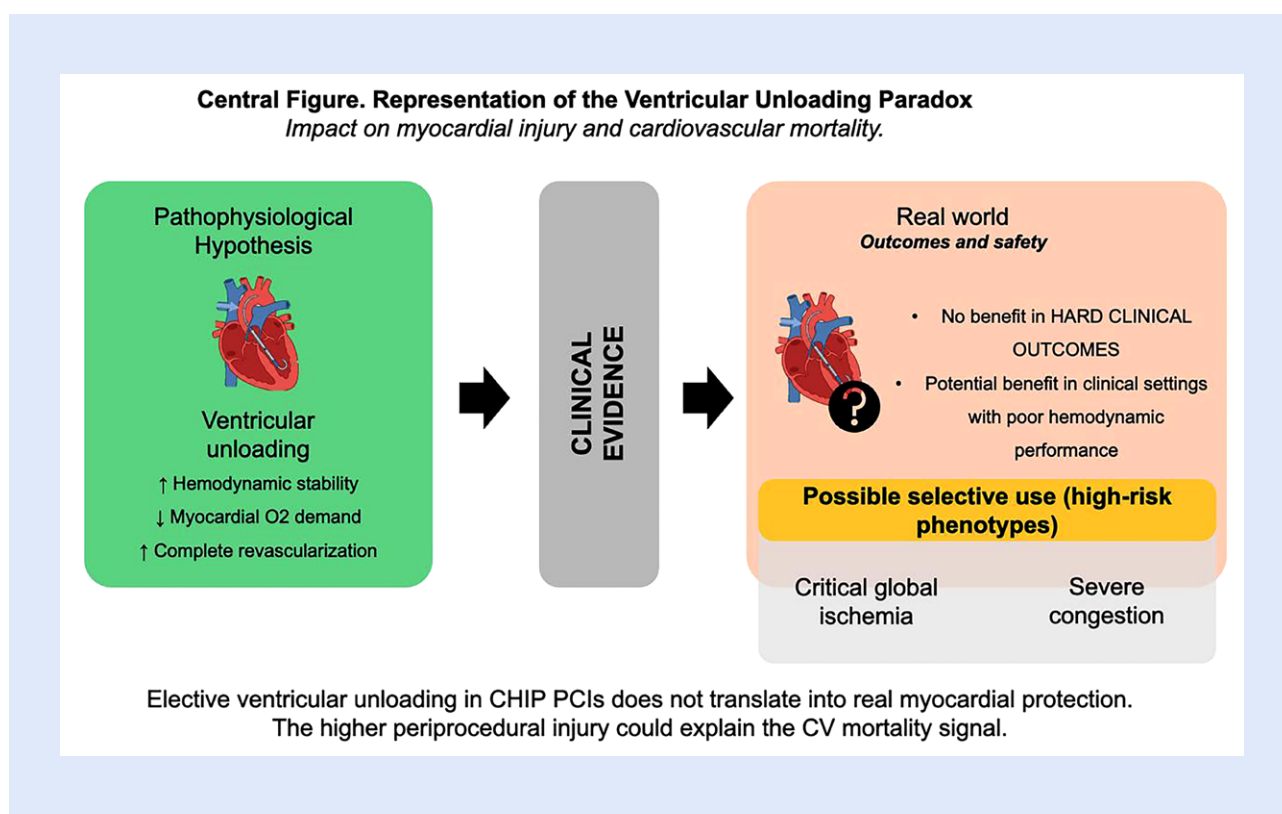 Central Figure. Representation of the Ventricular Unloading Paradox
Impact on myocardial injury and cardiovascular mortality.
Pathophysiological
Hypothesis
Ventricular
unloading
↑ Hemodynamic stability
↓ Myocardial O2 demand
↑ Complete revascularization
CLINICAL
EVIDENCE
Real world
Outcomes and safety
?
• No benefit in HARD CLINICAL
OUTCOMES
• Potential benefit in clinical settings
with poor hemodynamic
performance
Possible selective use (high-risk
phenotypes)
Critical global
ischemia
Severe
congestion
Elective ventricular unloading in CHIP PCIs does not translate into real myocardial protection.
The higher periprocedural injury could explain the CV mortality signal.